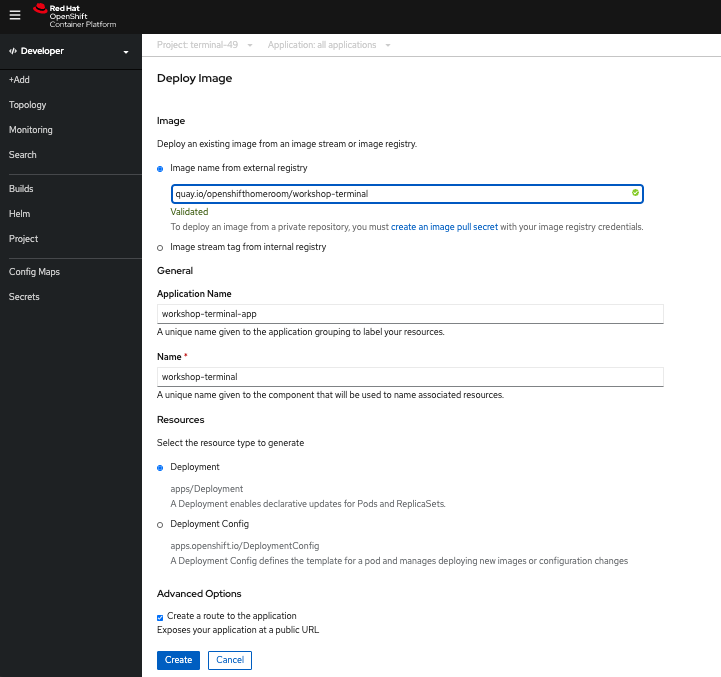 Red Hat
OpenShift
Container Platform
Developer
+Add
Topology
Monitoring
Search
Builds
Helm
Project
Config Maps
Secrets
Project: terminal-49 Application: all applications
Deploy Image
Image
Deploy an existing image from an image stream or image registry.
Image name from external registry
quay.io/openshifthomeroom/workshop-terminal
Validated
To deploy an image from a private repository, you must create an image pull secret with your image registry credentials.
Image stream tag from internal registry
General
Application Name
workshop-terminal-app
A unique name given to the application grouping to label your resources.
Name *
workshop-terminal
A unique name given to the component that will be used to name associated resources.
Resources
Select the resource type to generate
Deployment
apps/Deployment
A Deployment enables declarative updates for Pods and ReplicaSets.
Deployment Config
apps.openshift.io/DeploymentConfig
A Deployment Config defines the template for a pod and manages deploying new images or configuration changes
Advanced Options
Create a route to the application
Exposes your application at a public URL
Create Cancel